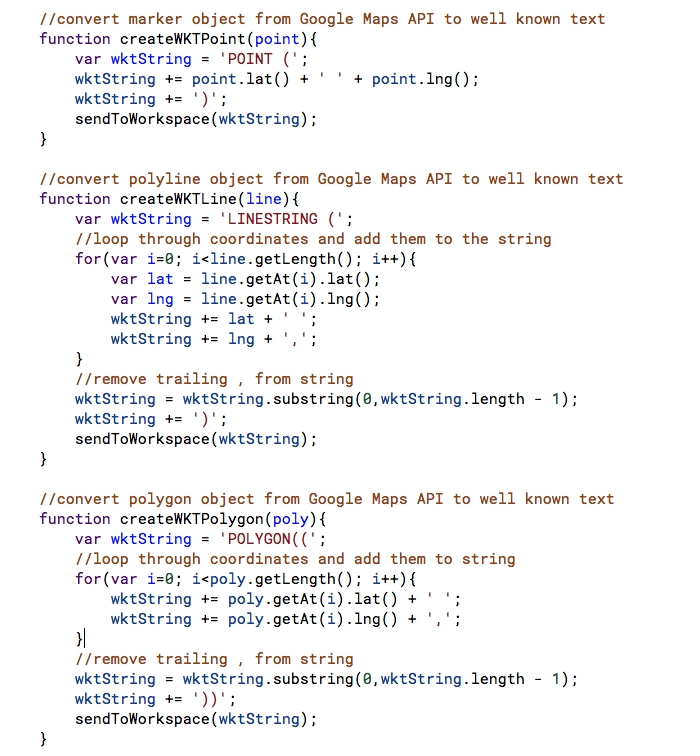 //convert marker object from Google Maps API to well known text
function createWKTPoint(point){
    var wktString = 'POINT (';
    wktString += point.lat() + ' ' + point.lng();
    wktString += ')';
    sendToWorkspace(wktString);
}

//convert polyline object from Google Maps API to well known text
function createWKTLine(line){
    var wktString = 'LINESTRING (';
    //loop through coordinates and add them to the string
    for(var i=0; i<line.getLength(); i++){
        var lat = line.getAt(i).lat();
        var lng = line.getAt(i).lng();
        wktString += lat + ' ';
        wktString += lng + ',';
    }
    //remove trailing , from string
    wktString = wktString.substring(0,wktString.length - 1);
    wktString += ')';
    sendToWorkspace(wktString);
}

//convert polygon object from Google Maps API to well known text
function createWKTPolygon(poly){
    var wktString = 'POLYGON((';
    //loop through coordinates and add them to string
    for(var i=0; i<poly.getLength(); i++){
        wktString += poly.getAt(i).lat() + ' ';
        wktString += poly.getAt(i).lng() + ',';
    }
    //remove trailing , from string
    wktString = wktString.substring(0,wktString.length - 1);
    wktString += '))';
    sendToWorkspace(wktString);
}